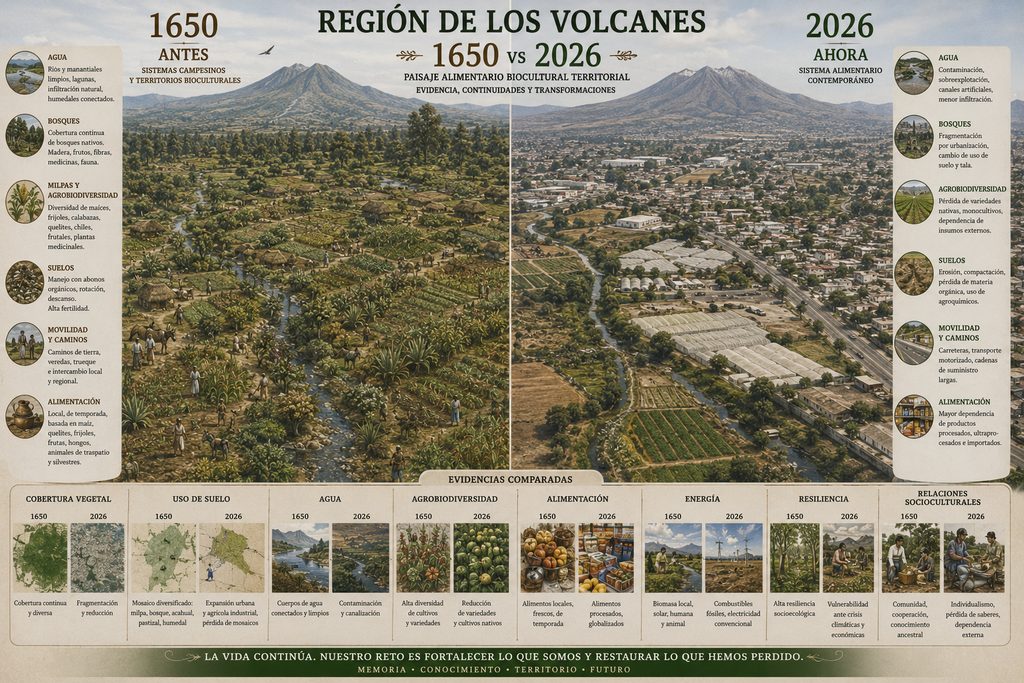 REGIÓN DE LOS VOLCANES
1650 vs 2026
PAISAJE ALIMENTARIO BIOCULTURAL TERRITORIAL
EVIDENCIA, CONTINUIDADES Y TRANSFORMACIONES
1650
ANTES
SISTEMAS CAMPESINOS
Y TERRITORIOS BIOCULTURALES
2026
AHORA
SISTEMA ALIMENTARIO
CONTEMPORÁNEO
AGUA
Ríos y manantiales
limpios, lagunas,
infiltración natural,
humedales conectados.
BOSQUES
Cobertura continua
de bosques nativos.
Madera, frutos, fibras,
medicinas, fauna.
MILPAS Y
AGROBIODIVERSIDAD
Diversidad de maíces,
frijoles, calabazas,
quelites, chiles,
frutales, plantas
medicinales.
SUELOS
Manejo con abonos
orgánicos, rotación,
descanso.
Alta fertilidad.
MOVILIDAD
Y CAMINOS
Caminos de tierra,
veredas, trueque
e intercambio local
y regional.
ALIMENTACIÓN
Local, de temporada,
basada en maíz,
quelites, frijoles,
frutas, hongos,
animales de traspatio
y silvestres.
AGUA
Contaminación,
sobreexplotación,
canales artificiales,
menor infiltración.
BOSQUES
Fragmentación
por urbanización,
cambio de uso de
suelo y tala.
AGROBIODIVERSIDAD
Pérdida de variedades
nativas, monocultivos,
dependencia de
insumos externos.
SUELOS
Erosión, compactación,
pérdida de materia
orgánica, uso de
agroquímicos.
MOVILIDAD
Y CAMINOS
Carreteras, transporte
motorizado, cadenas
de suministro
largas.
ALIMENTACIÓN
Mayor dependencia
de productos
procesados, ultrapro-
cesados e importados.
EVIDENCIAS COMPARADAS
COBERTURA VEGETAL
1650 2026
Cobertura continua
y diversa
Fragmentación
y reducción
USO DE SUELO
1650 2026
Mosaico diversificado:
milpa, bosque, acahual,
pastizal, humedal
Expansión urbana
y agrícola industrial,
pérdida de mosaicos
AGUA
1650 2026
Cuerpos de agua
conectados y limpios
Contaminación
y canalización
AGROBIODIVERSIDAD
1650 2026
Alta diversidad
de cultivos
y variedades
Reducción
de variedades
y cultivos nativos
ALIMENTACIÓN
1650 2026
Alimentos locales,
frescos, de
temporada
Alimentos
procesados,
globalizados
ENERGÍA
1650 2026
Biomasa local,
solar, humana
y animal
Combustibles
fósiles, electricidad
convencional
RESILIENCIA
1650 2026
Alta resiliencia
socioecológica
Vulnerabilidad
ante crisis
climáticas y
económicas
RELACIONES
SOCIOCULTURALES
1650 2026
Comunidad,
cooperación,
conocimiento
ancestral
Individualismo,
pérdida de saberes,
dependencia
externa
LA VIDA CONTINÚA. NUESTRO RETO ES FORTALECER LO QUE SOMOS Y RESTAURAR LO QUE HEMOS PERDIDO.
MEMORIA • CONOCIMIENTO • TERRITORIO • FUTURO